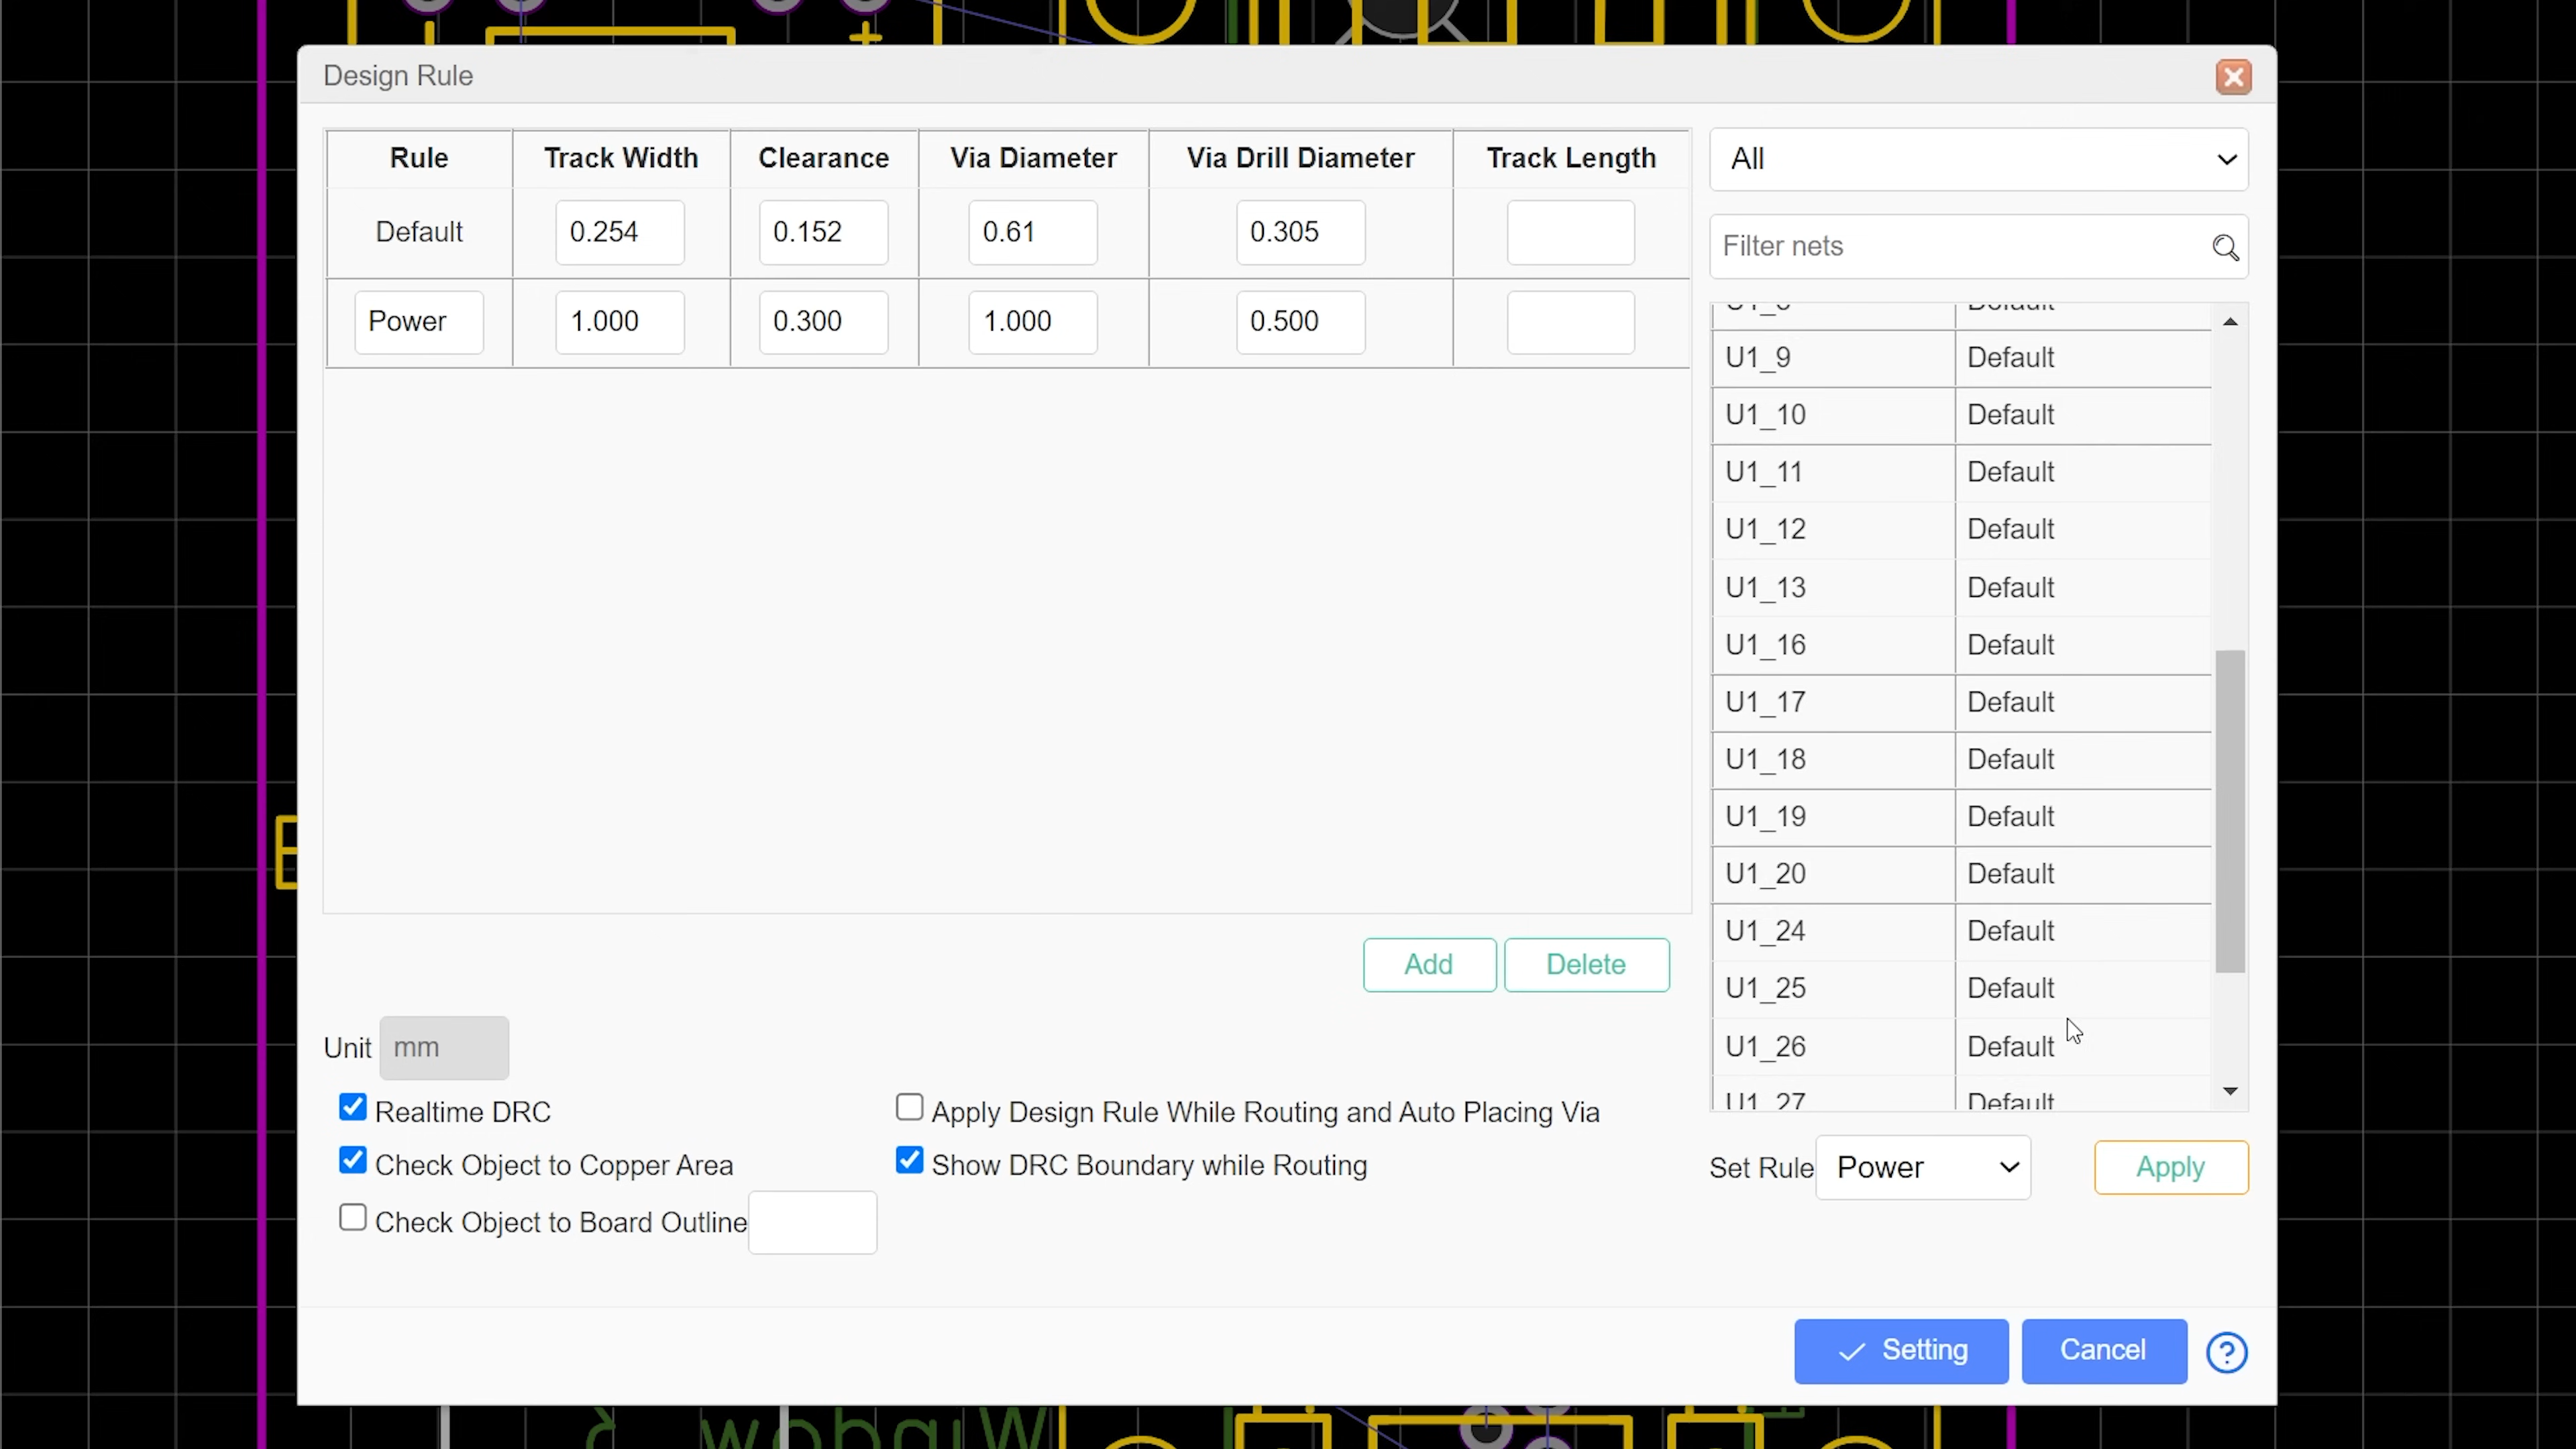 Design Rule
Rule Track Width Clearance Via Diameter Via Drill Diameter Track Length
Default 0.254 0.152 0.61 0.305
Power 1.000 0.300 1.000 0.500
Add Delete
Unit mm
Realtime DRC
Apply Design Rule While Routing and Auto Placing Via
Check Object to Copper Area
Show DRC Boundary while Routing
Check Object to Board Outline
All
Filter nets
U1_9 Default
U1_10 Default
U1_11 Default
U1_12 Default
U1_13 Default
U1_16 Default
U1_17 Default
U1_18 Default
U1_19 Default
U1_20 Default
U1_24 Default
U1_25 Default
U1_26 Default
U1_27 Default
Set Rule Power Apply
Setting Cancel ?